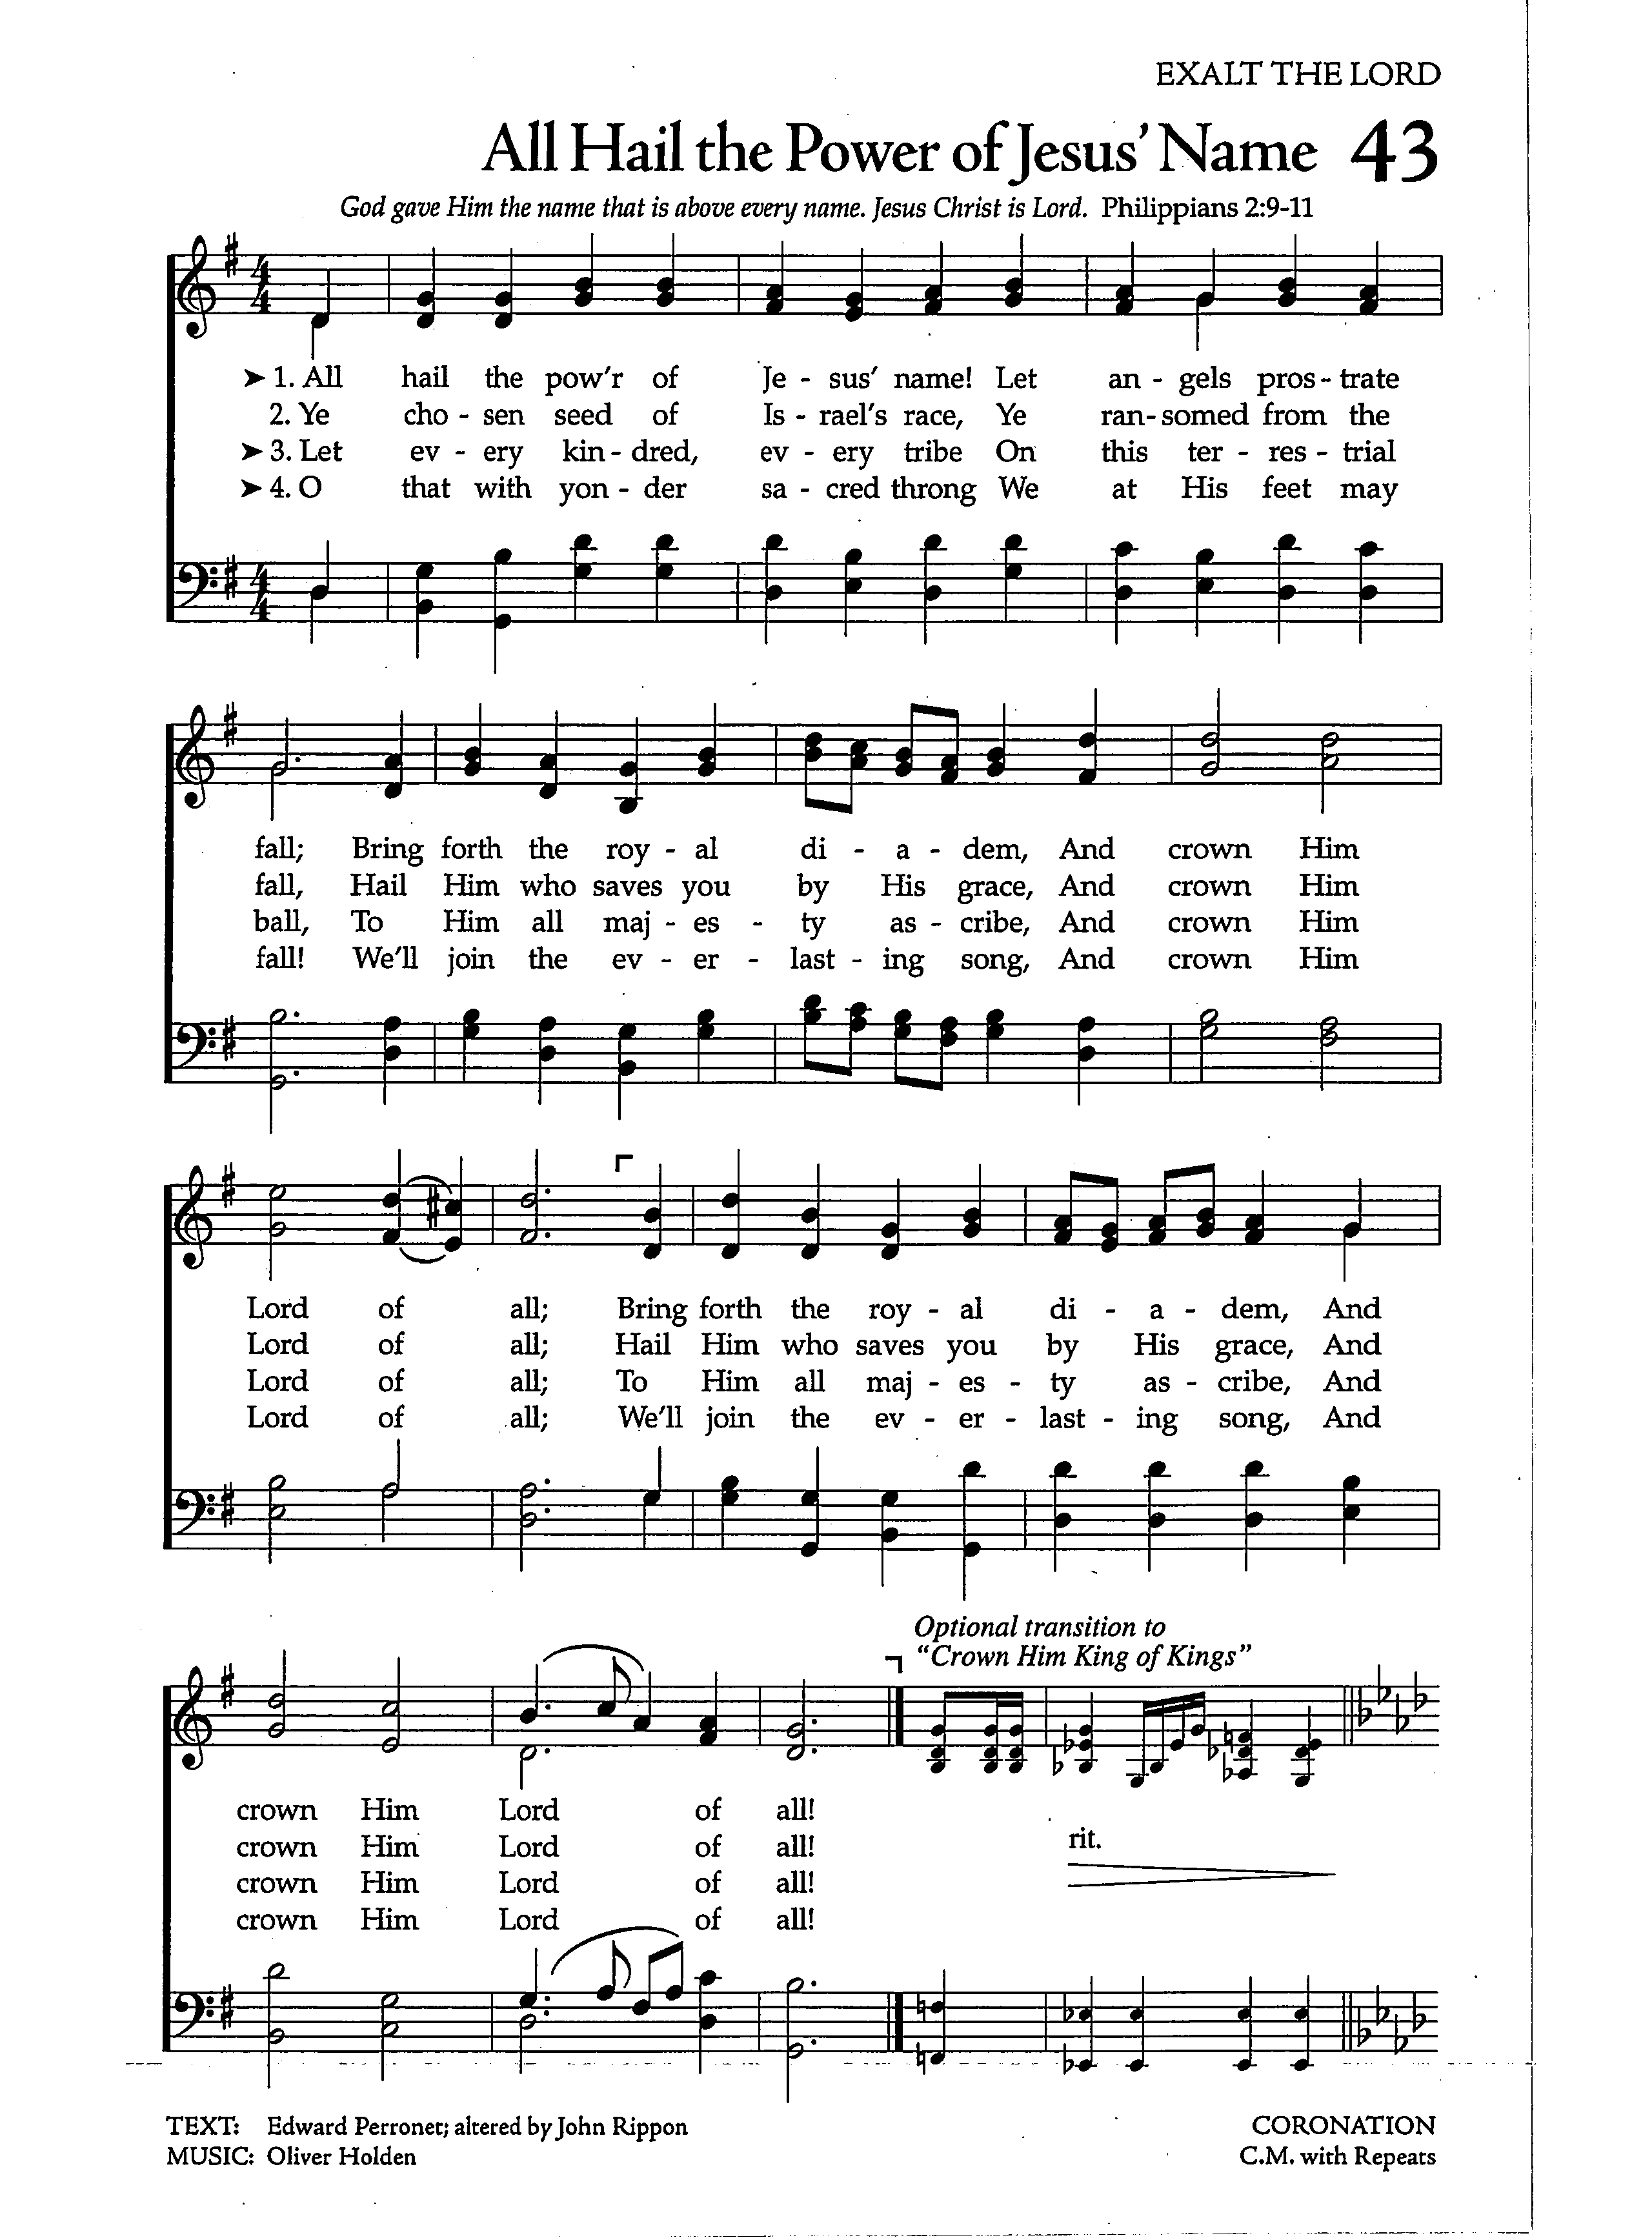 EXALT THE LORD
All Hail the Power of Jesus' Name 43
God gave Him the name that is above every name. Jesus Christ is Lord. Philippians 2:9-11
4 4
➤ 1. All hail the pow'r of Je - sus' name! Let an - gels pros - trate
2. Ye cho - sen seed of Is - rael's race, Ye ran - somed from the
➤ 3. Let ev - ery kin - dred, ev - ery tribe On this ter - res - trial
➤ 4. O that with yon - der sa - cred throng We at His feet may
4 4
fall; Bring forth the roy - al di - a - dem, And crown Him
fall, Hail Him who saves you by His grace, And crown Him
ball, To Him all maj - es - ty as - cribe, And crown Him
fall! We'll join the ev - er - last - ing song, And crown Him
Lord of all; Bring forth the roy - al di - a - dem, And
Lord of all; Hail Him who saves you by His grace, And
Lord of all; To Him all maj - es - ty as - cribe, And
Lord of all; We'll join the ev - er - last - ing song, And
Optional transition to
"Crown Him King of Kings"
crown Him Lord of all!
crown Him Lord of all!
rit.
crown Him Lord of all!
crown Him Lord of all!
TEXT: Edward Perronet; altered by John Rippon
MUSIC: Oliver Holden
CORONATION
C.M. with Repeats